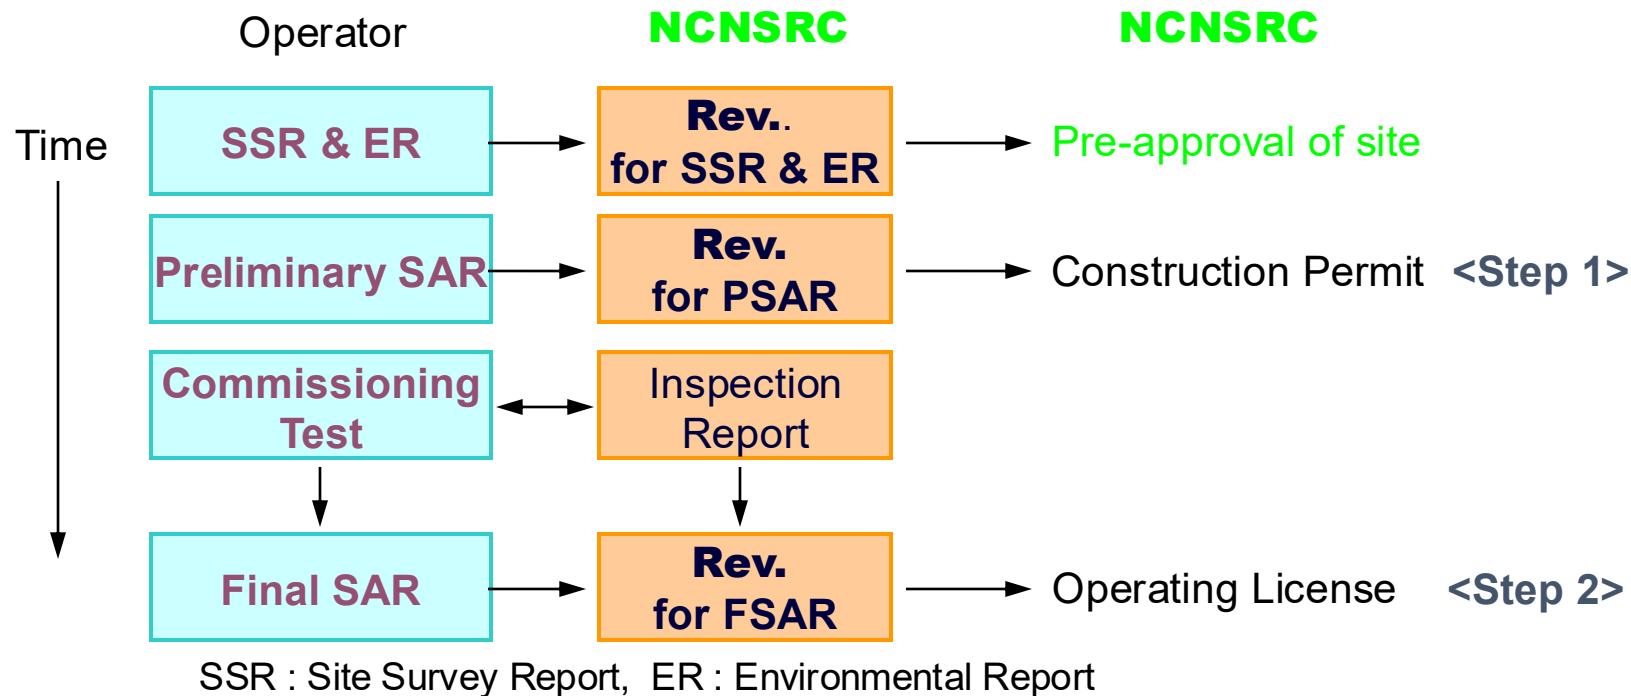 Operator
NCNSRC
NCNSRC
Time
SSR & ER
Rev..
for SSR & ER
Pre-approval of site
Preliminary SAR
Rev.
for PSAR
Construction Permit
<Step 1>
Commissioning
Test
Inspection
Report
Final SAR
Rev.
for FSAR
Operating License
<Step 2>
SSR : Site Survey Report,  ER : Environmental Report